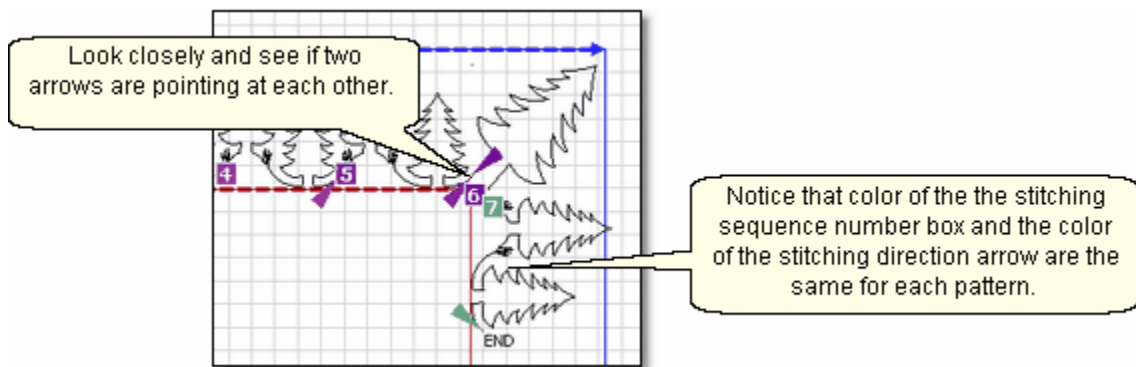 Look closely and see if two
arrows are pointing at each other.
4
5
6
7
Notice that color of the the stitching
sequence number box and the color
of the stitching direction arrow are the
same for each pattern.
END